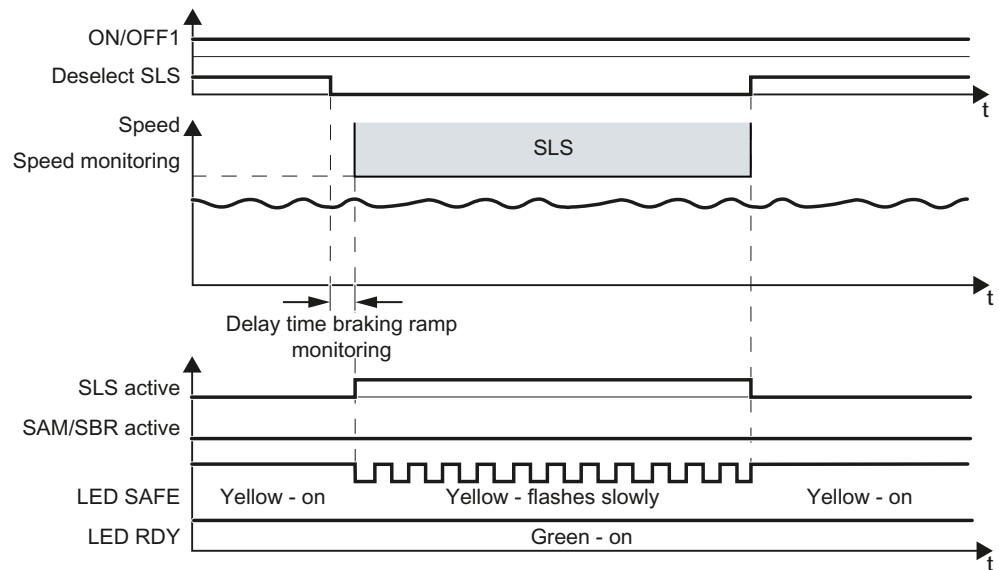 ON/OFF1
Deselect SLS
t
Speed
Speed monitoring
SLS
t
Delay time braking ramp
monitoring
SLS active
SAM/SBR active
LED SAFE
Yellow - on
Yellow - flashes slowly
Yellow - on
LED RDY
Green - on
t